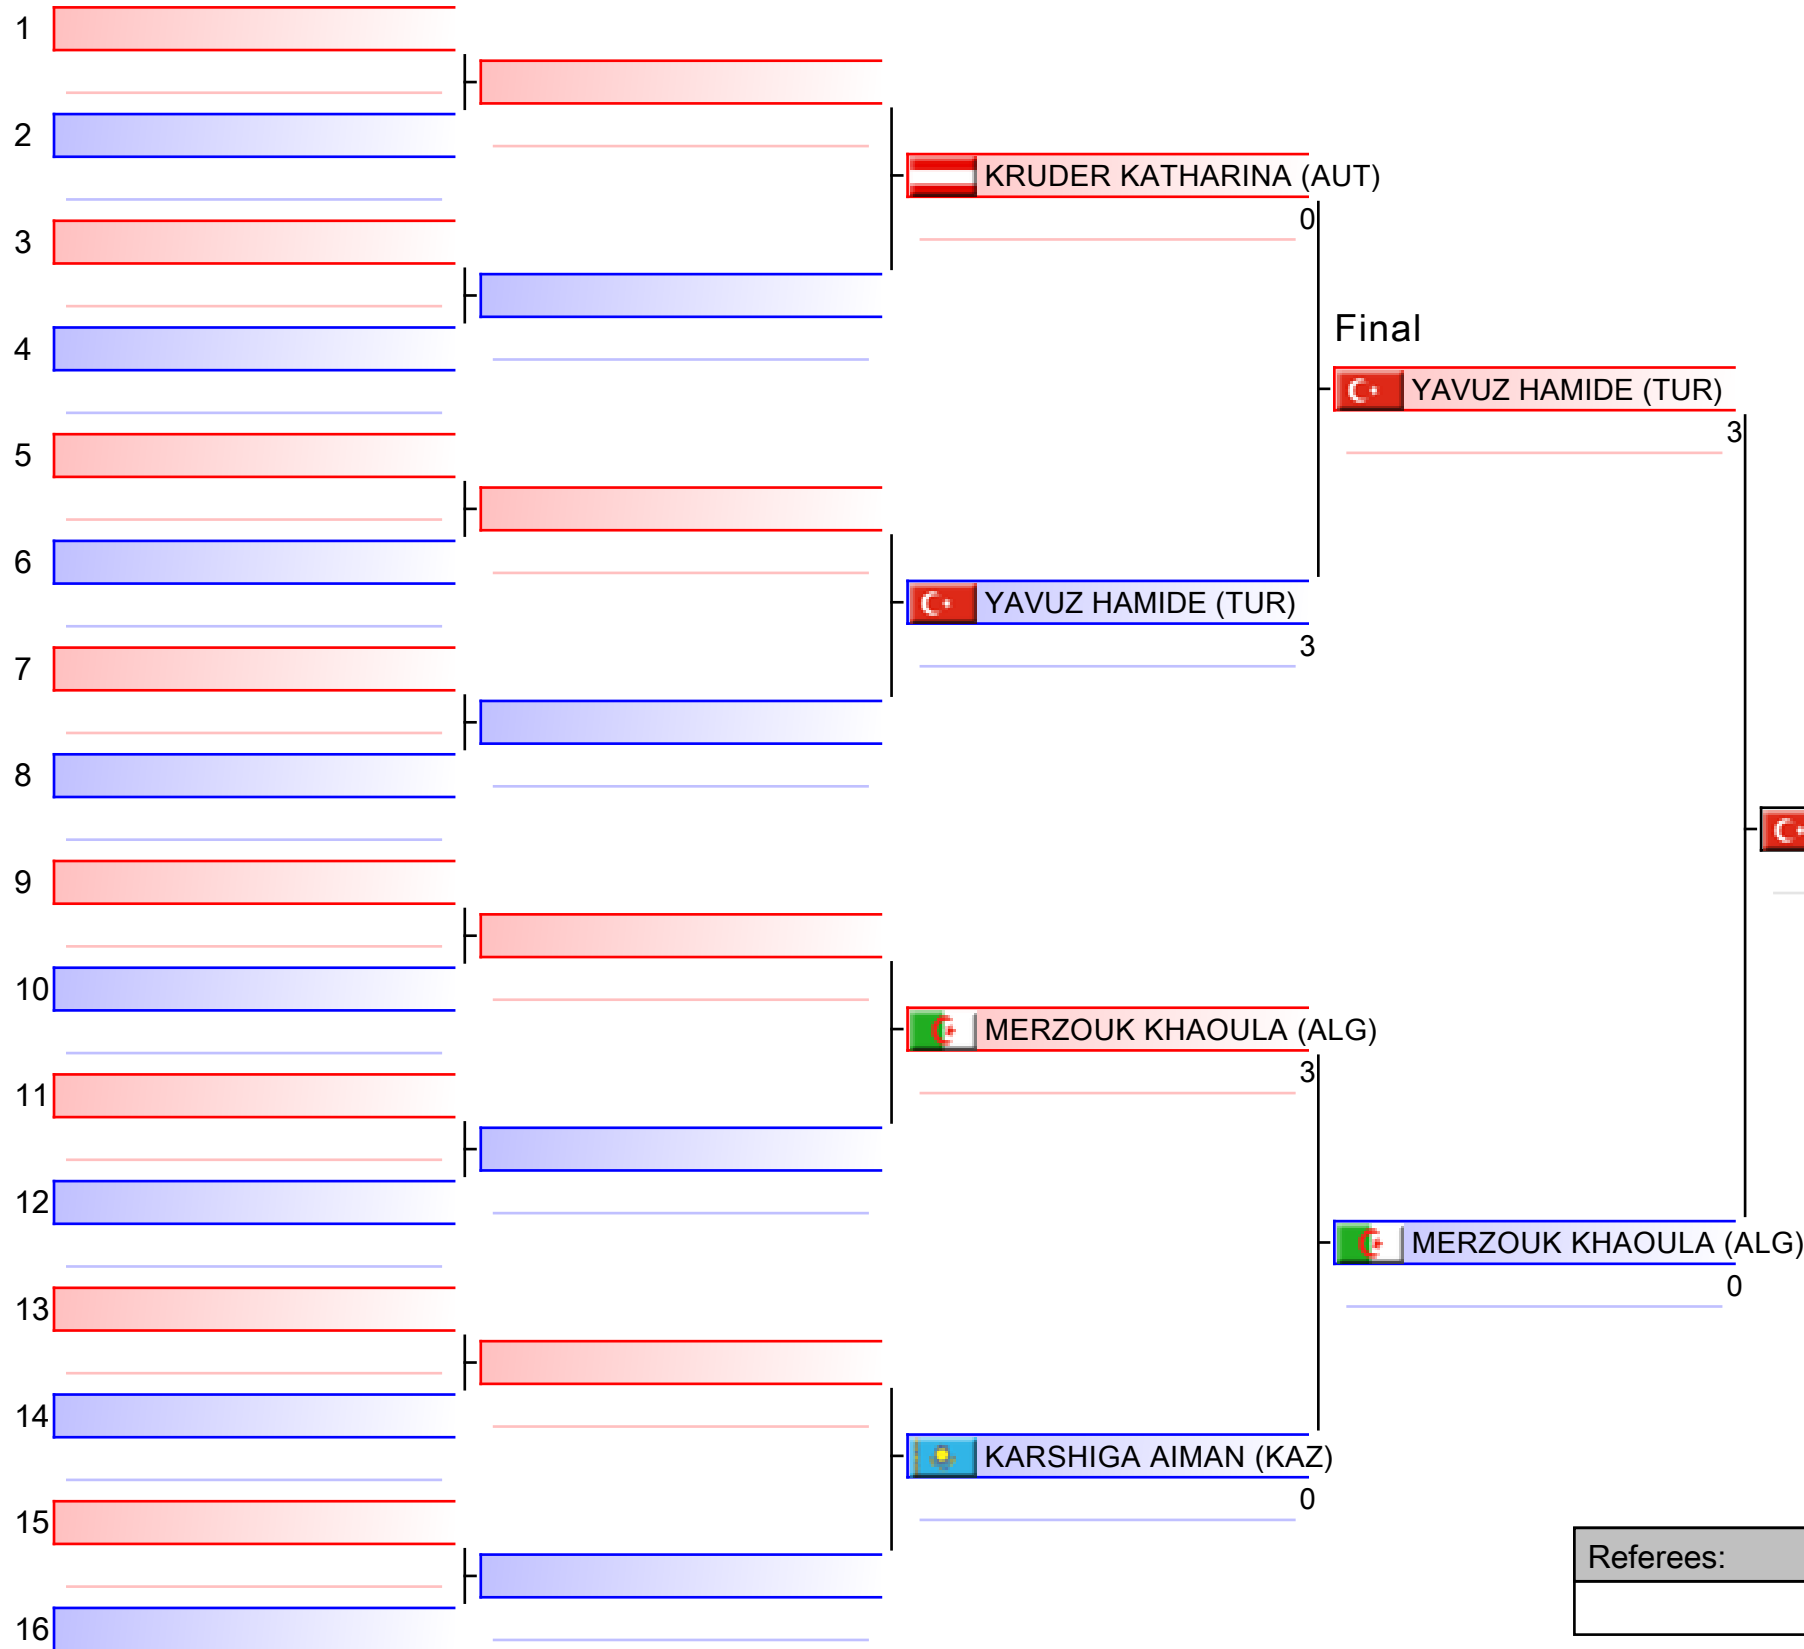 1
2
KRUDER KATHARINA (AUT)
0
3
Final
4
YAVUZ HAMIDE (TUR)
3
5
6
YAVUZ HAMIDE (TUR)
3
7
8
9
10
MERZOUK KHAOULA (ALG)
3
11
12
MERZOUK KHAOULA (ALG)
0
13
14
KARSHIGA AIMAN (KAZ)
0
15
Referees:
16